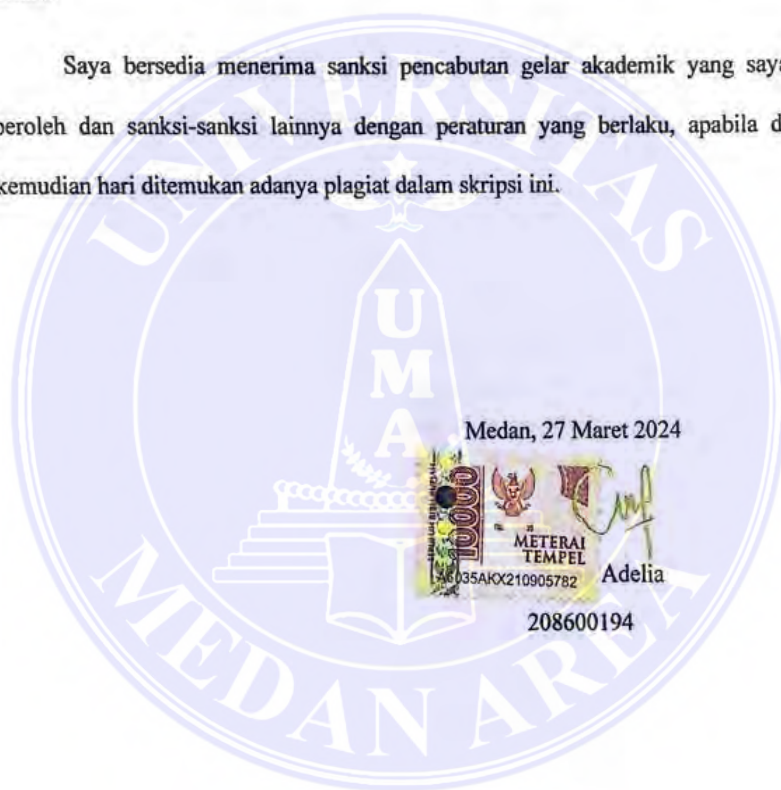 Saya bersedia menerima sanksi pencabutan gelar akademik yang saya
peroleh dan sanksi-sanksi lainnya dengan peraturan yang berlaku, apabila d
kemudian hari ditemukan adanya plagiat dalam skripsi ini.
UNIVERSITAS
UMA
Medan, 27 Maret 2024
10000
METERAI
TEMPEL
035AKX210905782
Adelia
208600194
MEDAN AREA